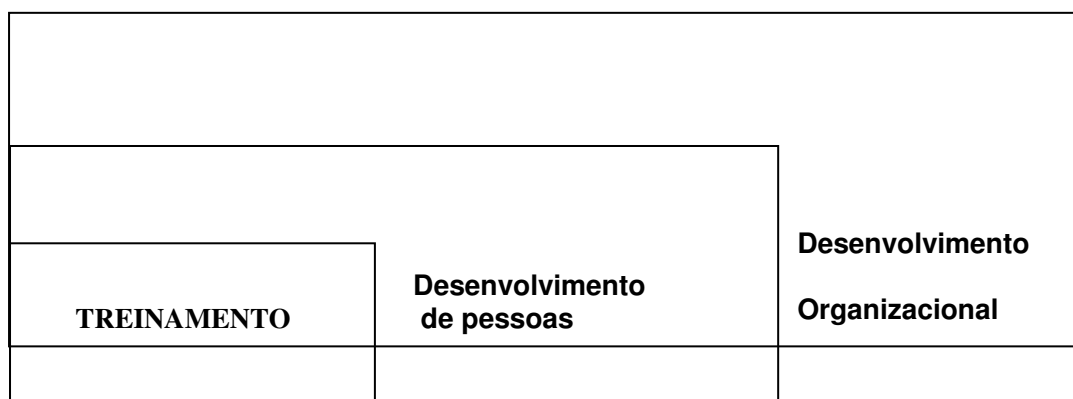 TREINAMENTO
Desenvolvimento
de pessoas
Desenvolvimento
Organizacional